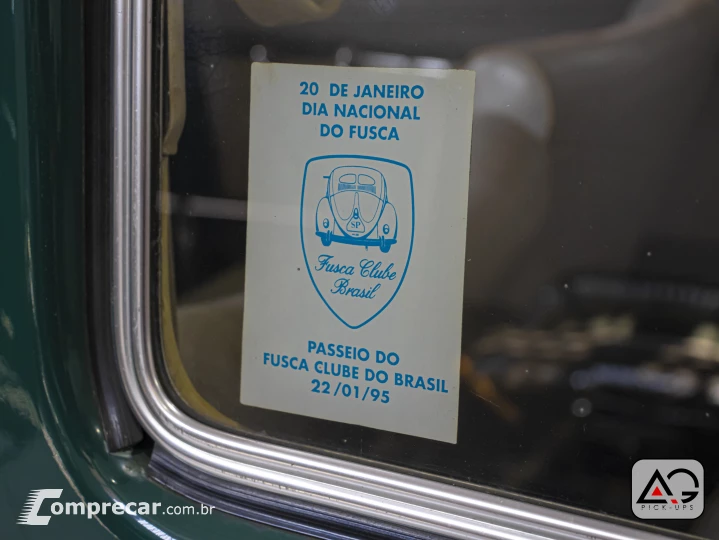 20 DE JANEIRO
DIA NACIONAL
DO FUSCA
SP
Fusca Clube
Brasil
PASSEIO DO
FUSCA CLUBE DO BRASIL
22/01/95
Comprecar.com.br
AG
PICK-UPS